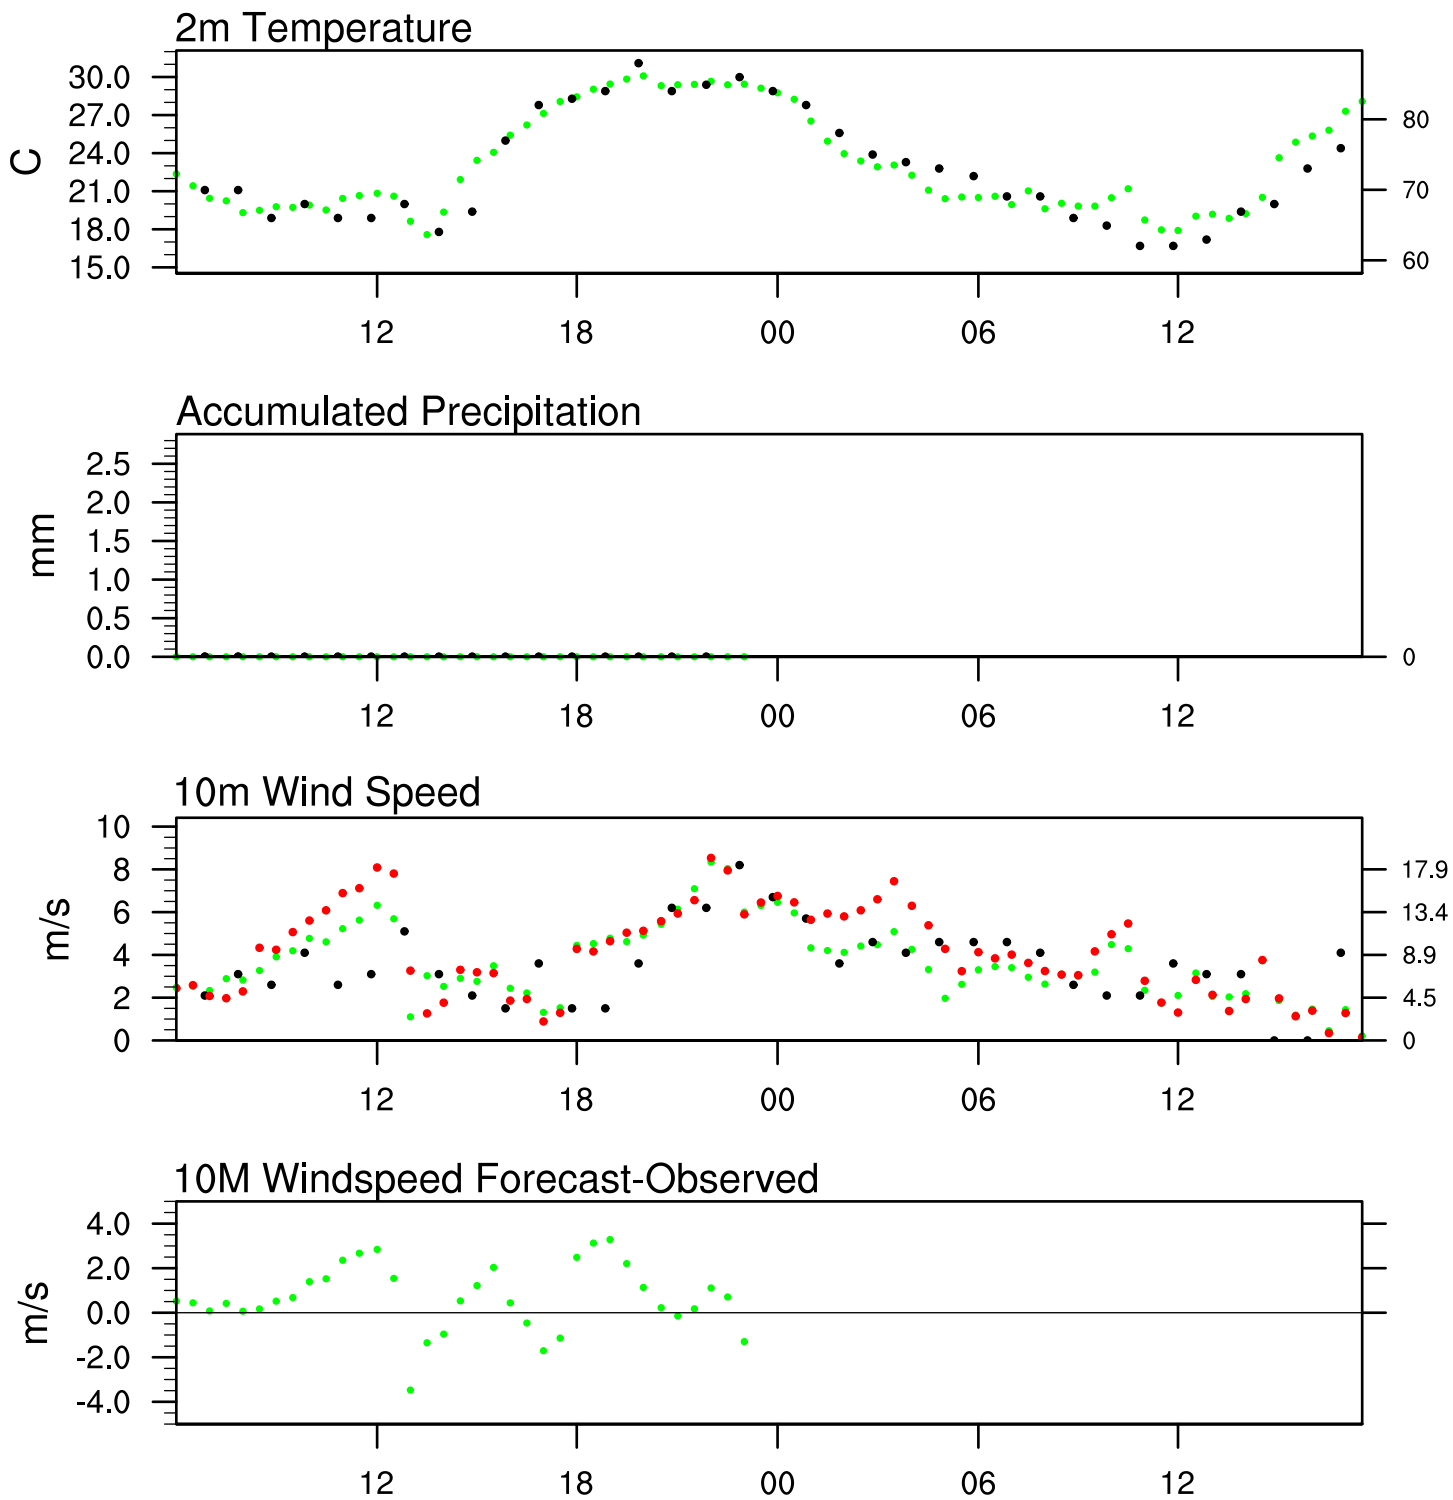 2m Temperature
30.0
27.0
24.0
21.0
18.0
15.0
C
80
70
60
12 18 00 06 12
Accumulated Precipitation
2.5
2.0
1.5
1.0
0.5
0.0
mm
0
12 18 00 06 12
10m Wind Speed
10
8
6
4
2
0
m/s
17.9
13.4
8.9
4.5
0
12 18 00 06 12
10M Windspeed Forecast-Observed
4.0
2.0
0.0
-2.0
-4.0
m/s
12 18 00 06 12